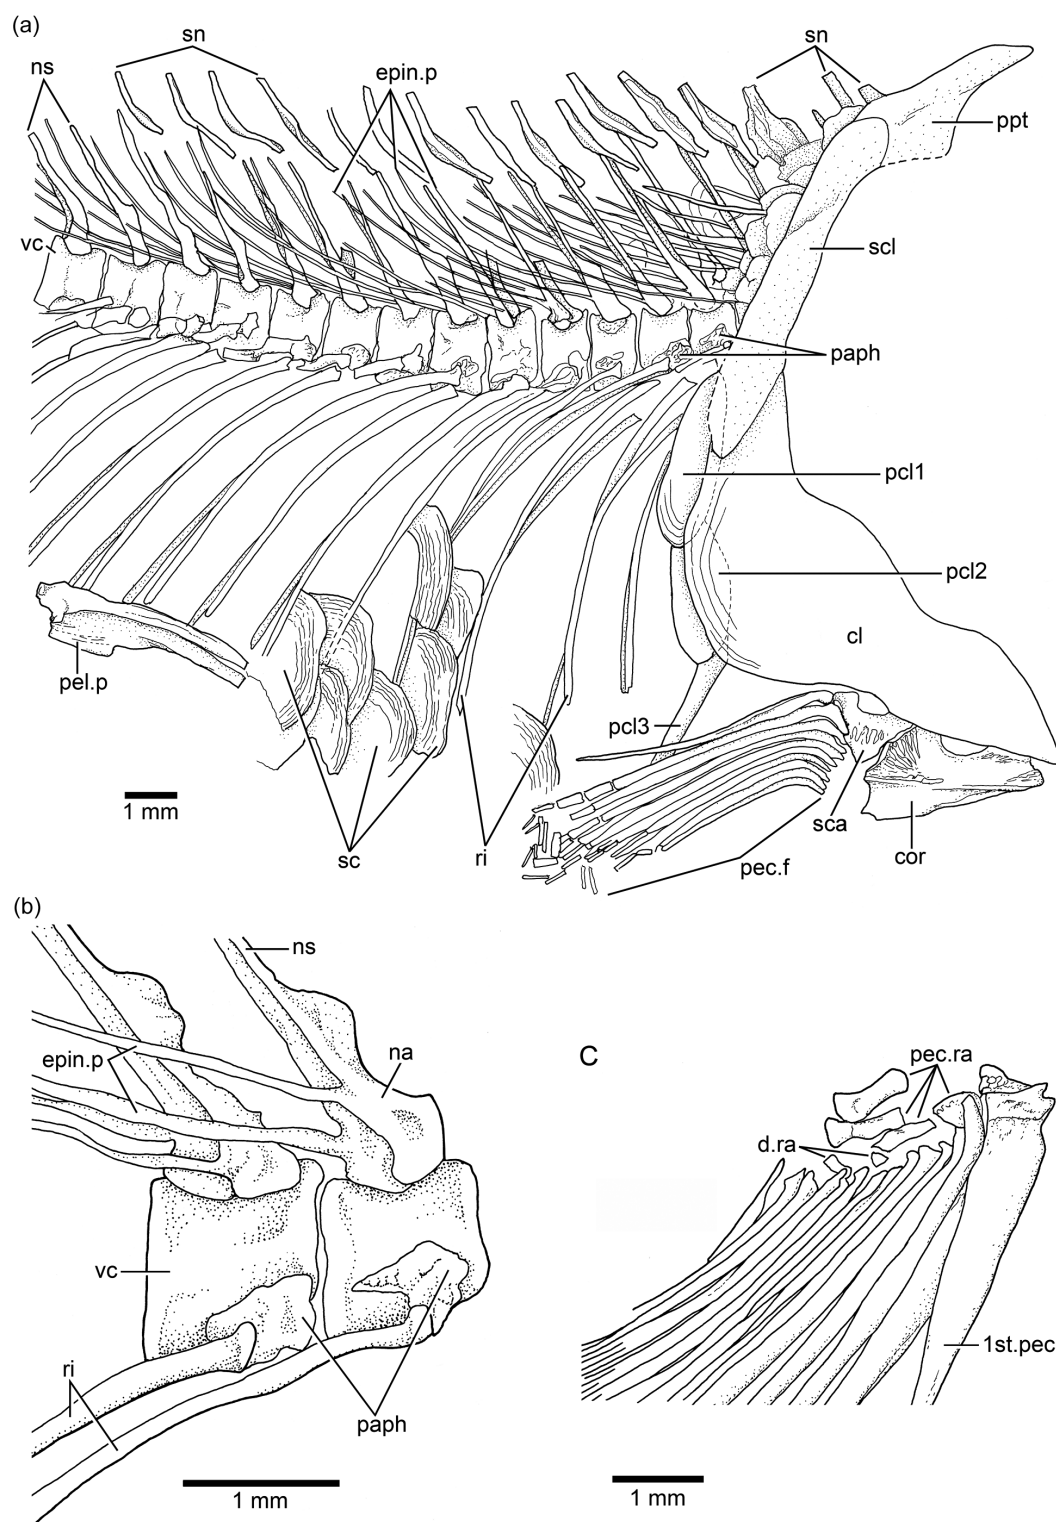 (a)
sn
sn
ns
epin.p
ppt
vc
scl
paph
pcl1
pcl2
cl
pel.p
pcl3
1 mm
sc
ri
sca
cor
pec.f
(b)
ns
epin.p
na
C
pec.ra
d.ra
vc
ri
paph
1st.pec
1 mm
1 mm